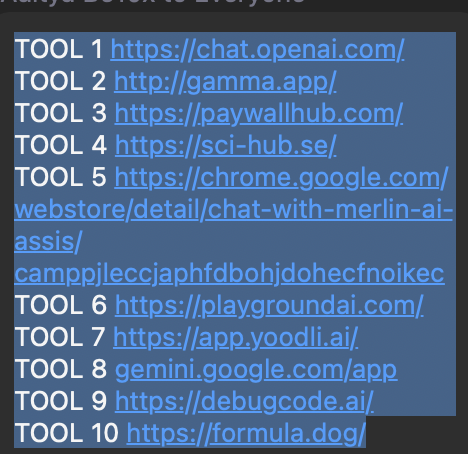 TOOL 1 https://chat.openai.com/
TOOL 2 http://gamma.app/
TOOL 3 https://paywallhub.com/
TOOL 4 https://sci-hub.se/
TOOL 5 https://chrome.google.com/
webstore/detail/chat-with-merlin-ai-
assis/
camppjleccjaphfdbohjdohecfnoikec
TOOL 6 https://playgroundai.com/
TOOL 7 https://app.yoodli.ai/
TOOL 8 gemini.google.com/app
TOOL 9 https://debugcode.ai/
TOOL 10 https://formula.dog/